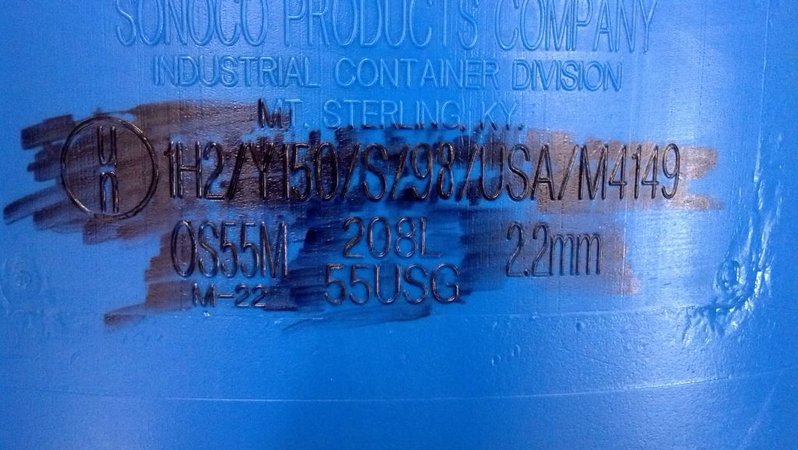 SONOCO PRODUCTS COMPANY
INDUSTRIAL CONTAINER DIVISION
MT. STERLING, KY.
un 1H2/Y150/S/98/USA/M4149
OS55M 208L 2.2mm
M-22 55USG